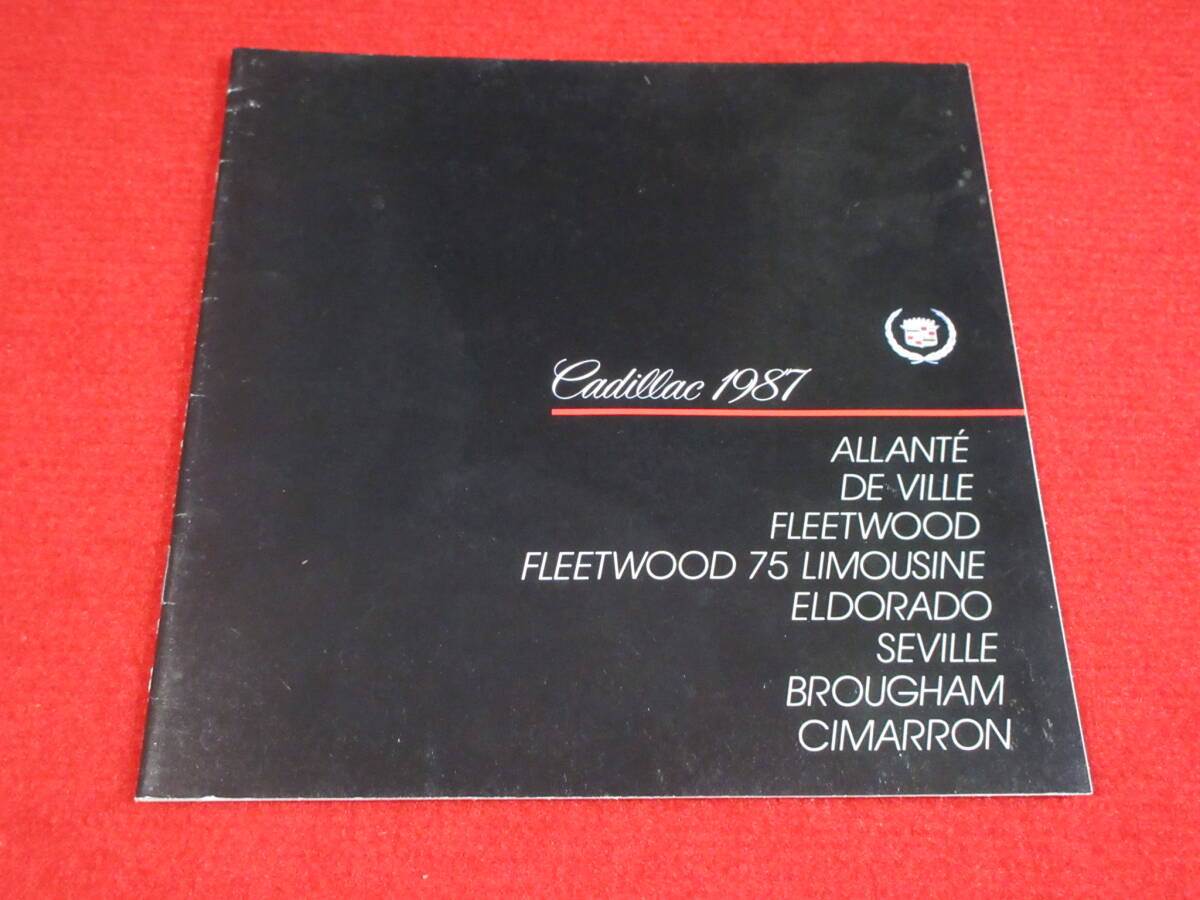 Cadillac 1987
ALLANTÉ
DE VILLE
FLEETWOOD
FLEETWOOD 75 LIMOUSINE
ELDORADO
SEVILLE
BROUGHAM
CIMARRON